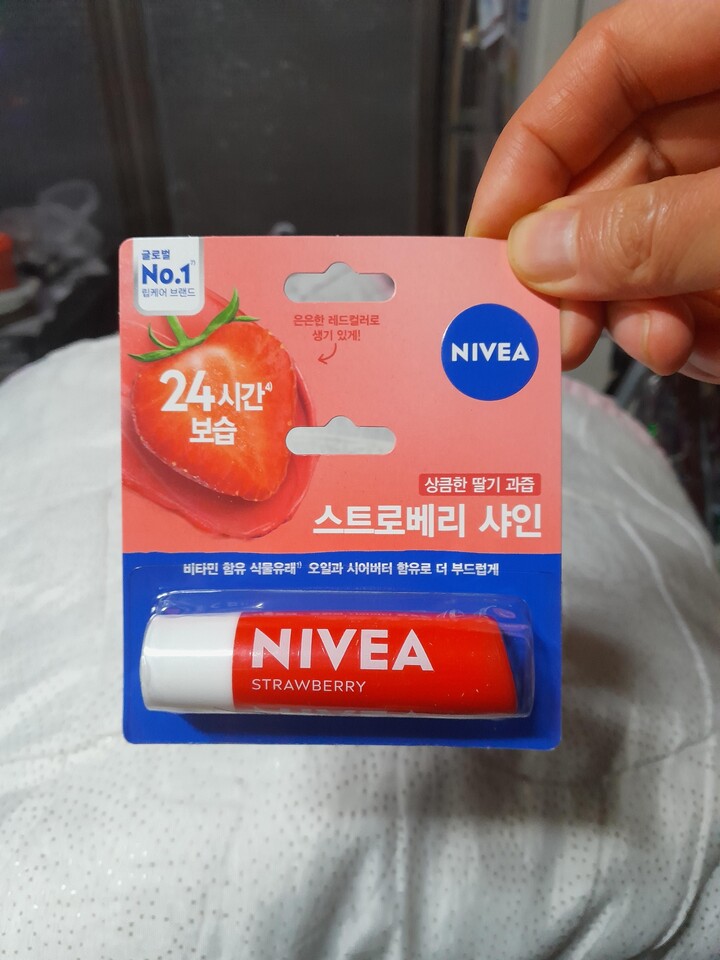 글로벌
No.1⁷⁾
립케어 브랜드
은은한 레드컬러로
생기 있게!
NIVEA
24시간⁴⁾
보습
상큼한 딸기 과즙
스트로베리 샤인
비타민 함유 식물유래¹⁾ 오일과 시어버터 함유로 더 부드럽게
NIVEA
STRAWBERRY